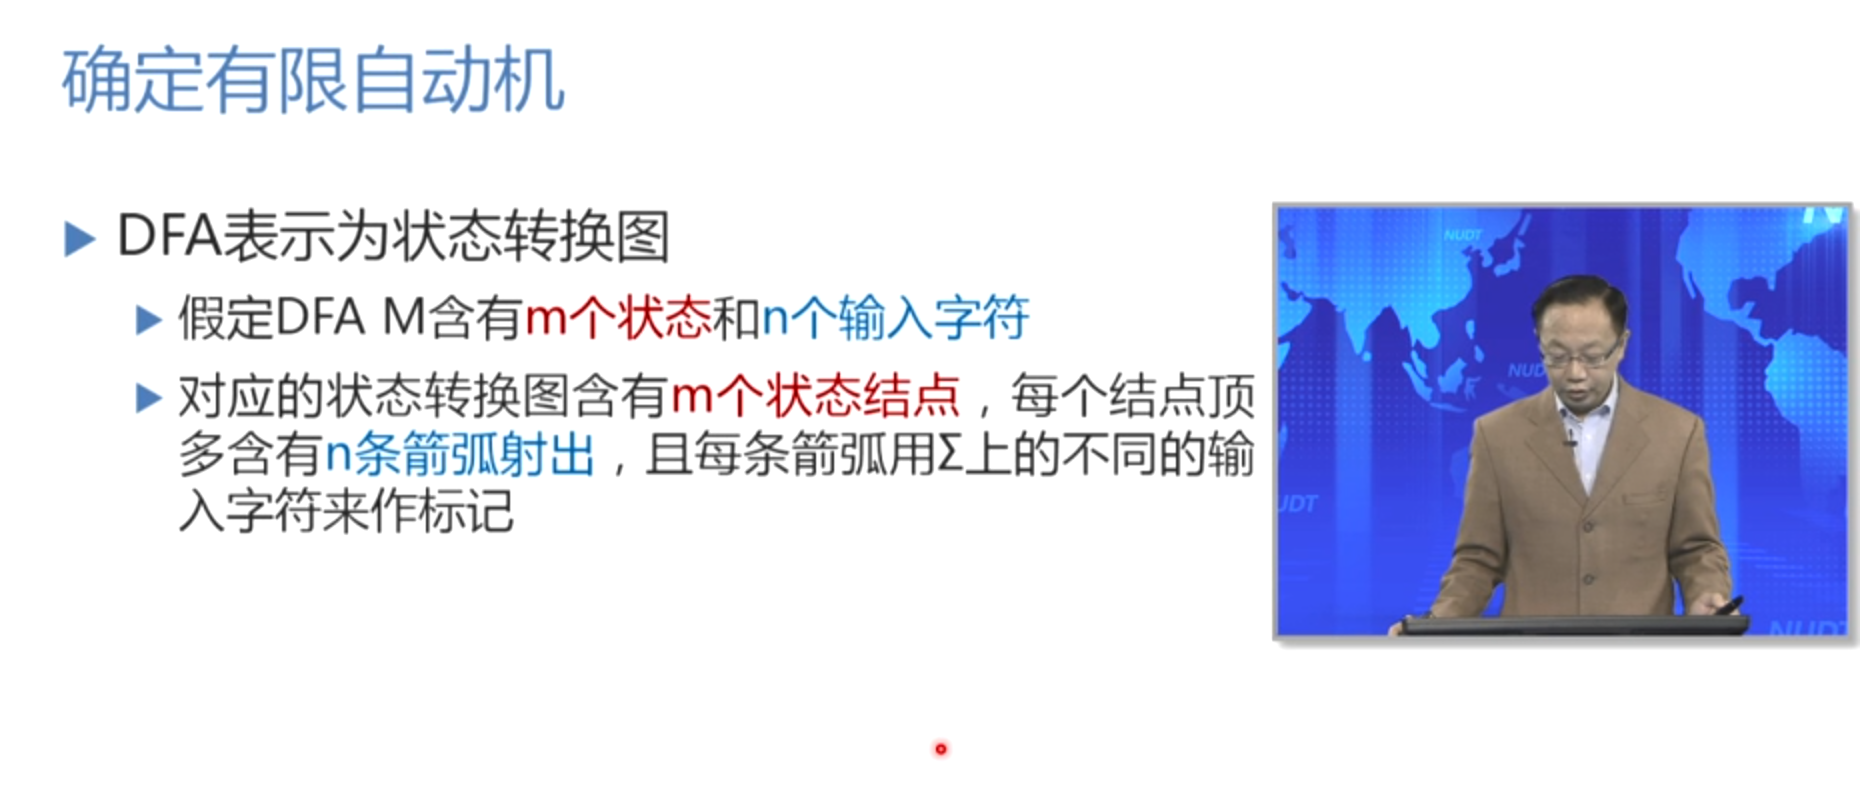 确定有限自动机
DFA表示为状态转换图
假定DFA M含有m个状态和n个输入字符
对应的状态转换图含有m个状态结点，每个结点顶
多含有n条箭弧射出，且每条箭弧用Σ上的不同的输
入字符来作标记
NUDT
NUD
UDT
N
NUDT